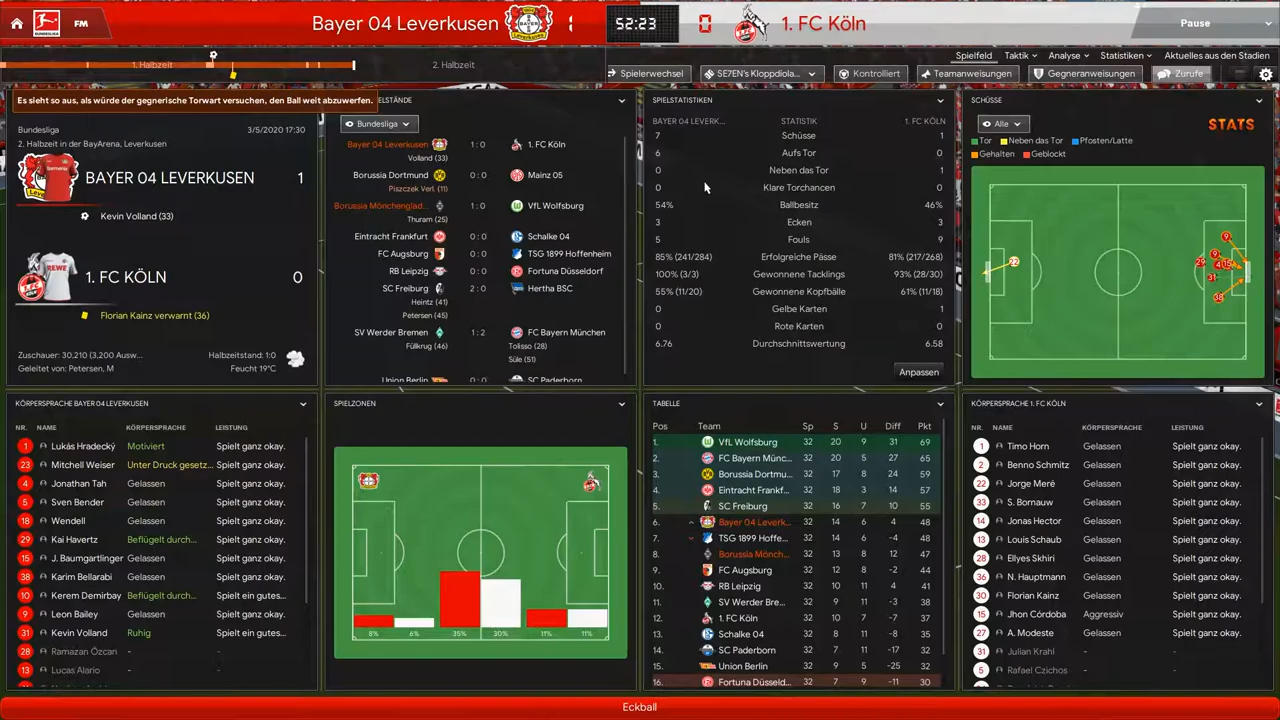 FM
Bayer 04 Leverkusen
52:23
0
1. FC Köln
Pause
1. Halbzeit
2. Halbzeit
Spielfeld
Taktik
Analyse
Statistiken
Aktuelles aus den Stadien
Spielerwechsel
SE7EN's Kloppdiola...
Kontrolliert
Teamanweisungen
Gegneranweisungen
Zurufe
Es sieht so aus, als würde der gegnerische Torwart versuchen, den Ball weit abzuwerfen.
Bundesliga
3/5/2020 17:30
2. Halbzeit in der BayArena, Leverkusen
BAYER 04 LEVERKUSEN 1
Kevin Volland (33)
1. FC KÖLN 0
Florian Kainz verwarnt (36)
Zuschauer: 30,210 (3,200 Ausw...
Halbzeitstand: 1:0
Geleitet von: Petersen, M
Feucht 19°C
ELSTÄNDE
Bundesliga
Bayer 04 Leverkusen 1:0 1. FC Köln
Volland (33)
Borussia Dortmund 0:0 Mainz 05
Piszczek Verl. (11)
Borussia Mönchenglad... 1:0 VfL Wolfsburg
Thuram (25)
Eintracht Frankfurt 0:0 Schalke 04
FC Augsburg 0:0 TSG 1899 Hoffenheim
RB Leipzig 0:0 Fortuna Düsseldorf
SC Freiburg 2:0 Hertha BSC
Heintz (41)
Petersen (45)
SV Werder Bremen 1:2 FC Bayern München
Füllkrug (46) Tolisso (28)
Süle (51)
Union Berlin 0:0 SC Paderborn
SPIELSTATISTIKEN
BAYER 04 LEVERK... STATISTIK 1. FC KÖLN
7 Schüsse 1
6 Aufs Tor 0
0 Neben das Tor 1
0 Klare Torchancen 0
54% Ballbesitz 46%
3 Ecken 3
5 Fouls 9
85% (241/284) Erfolgreiche Pässe 81% (217/268)
100% (3/3) Gewonnene Tacklings 93% (28/30)
55% (11/20) Gewonnene Kopfbälle 61% (11/18)
0 Gelbe Karten 1
0 Rote Karten 0
6.76 Durchschnittswertung 6.58
Anpassen
SCHÜSSE
Alle
STATS
Tor
Neben das Tor
Pfosten/Latte
Gehalten
Geblockt
22
9
9
29
4
15
31
38
KÖRPERSPRACHE BAYER 04 LEVERKUSEN
NR. NAME KÖRPERSPRACHE LEISTUNG
1 Lukás Hradecký Motiviert Spielt ganz okay.
23 Mitchell Weiser Unter Druck gesetz... Spielt ganz okay.
4 Jonathan Tah Gelassen Spielt ganz okay.
5 Sven Bender Gelassen Spielt ganz okay.
18 Wendell Gelassen Spielt ganz okay.
29 Kai Havertz Beflügelt durch... Spielt ganz okay.
15 J. Baumgartlinger Gelassen Spielt ganz okay.
38 Karim Bellarabi Gelassen Spielt ganz okay.
10 Kerem Demirbay Beflügelt durch... Spielt ein gutes...
9 Leon Bailey Gelassen Spielt ganz okay.
31 Kevin Volland Ruhig Spielt ein gutes...
28 Ramazan Özcan - -
13 Lucas Alario - -
SPIELZONEN
8%
6%
35%
30%
11%
11%
TABELLE
Pos Team Sp S U Diff Pkt
1. VfL Wolfsburg 32 20 9 31 69
2. FC Bayern Münc... 32 20 5 27 65
3. Borussia Dortmu... 32 17 8 24 59
4. Eintracht Frankf... 32 18 3 14 57
5. SC Freiburg 32 16 7 10 55
6. Bayer 04 Leverk... 32 14 6 4 48
7. TSG 1899 Hoffe... 32 14 6 -4 48
8. Borussia Mönch... 32 13 8 12 47
9. FC Augsburg 32 12 8 -2 44
10. RB Leipzig 32 11 8 4 41
11. SV Werder Bre... 32 9 11 -3 38
12. 1. FC Köln 32 10 7 -7 37
13. Schalke 04 32 11 8 -8 35
14. SC Paderborn 32 7 11 -17 32
15. Union Berlin 32 9 5 -25 32
16. Fortuna Düsseld... 32 7 9 -11 30
KÖRPERSPRACHE 1. FC KÖLN
NR. NAME KÖRPERSPRACHE LEISTUNG
1 Timo Horn Gelassen Spielt ganz okay.
2 Benno Schmitz Gelassen Spielt ganz okay.
22 Jorge Meré Gelassen Spielt ganz okay.
33 S. Bornauw Gelassen Spielt ganz okay.
14 Jonas Hector Gelassen Spielt ganz okay.
13 Louis Schaub Gelassen Spielt ganz okay.
28 Ellyes Skhiri Gelassen Spielt ganz okay.
36 N. Hauptmann Gelassen Spielt ganz okay.
30 Florian Kainz Gelassen Spielt ganz okay.
15 Jhon Córdoba Aggressiv Spielt ganz okay.
27 A. Modeste Gelassen Spielt ganz okay.
31 Julian Krahl - -
5 Rafael Czichos - -
Eckball